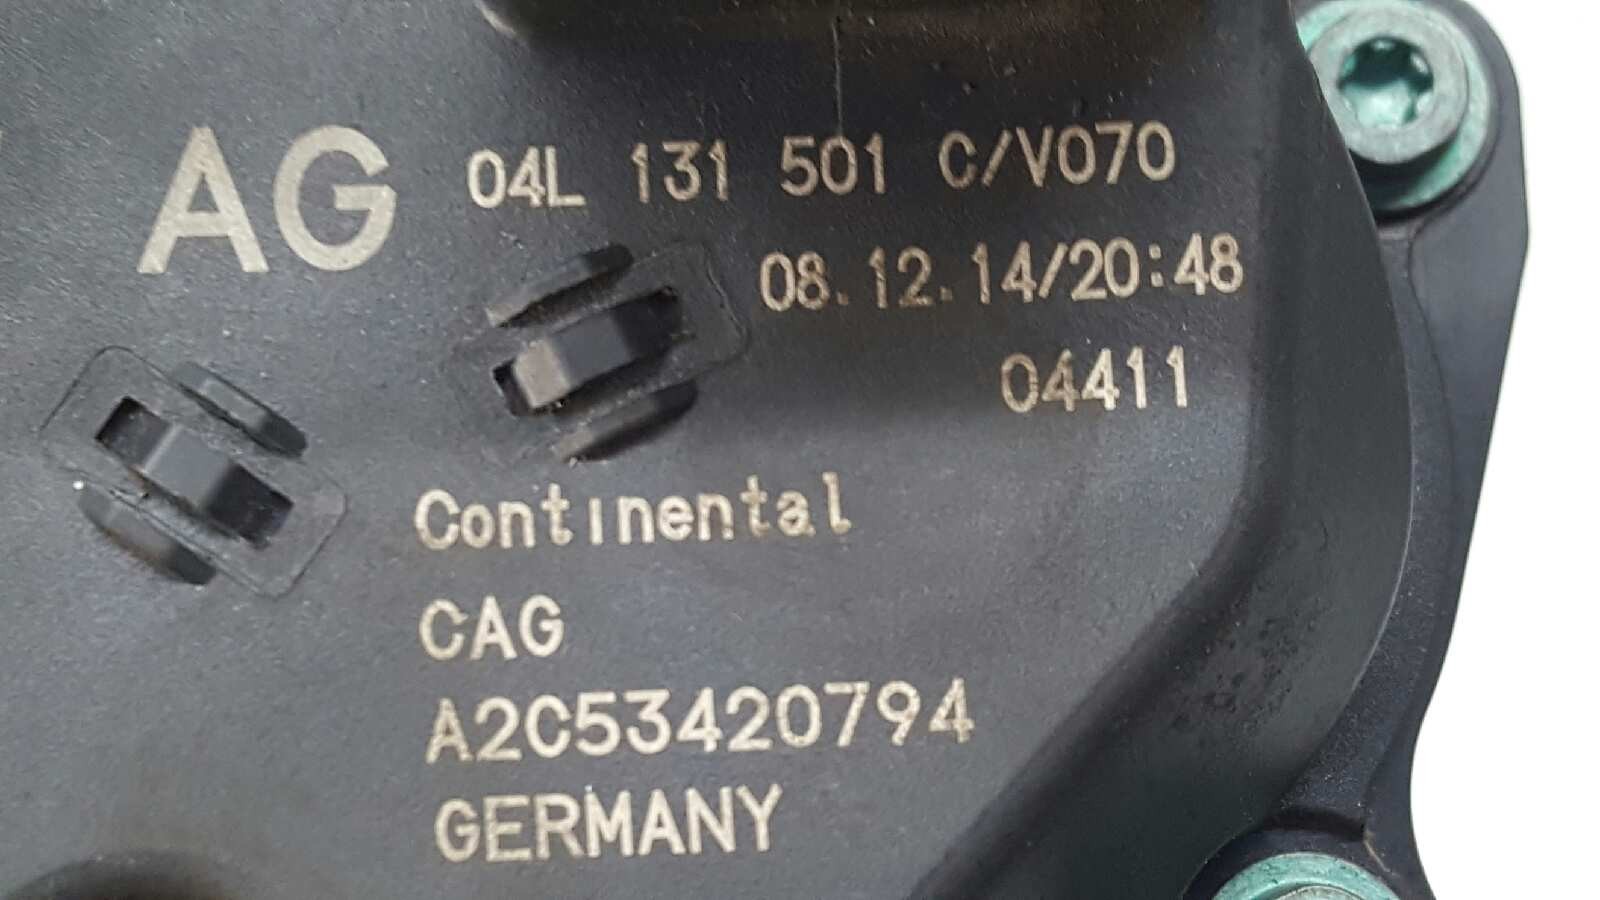 AG 04L 131 501 C/V070
08.12.14/20:48
04411
Continental
CAG
A2C53420794
GERMANY